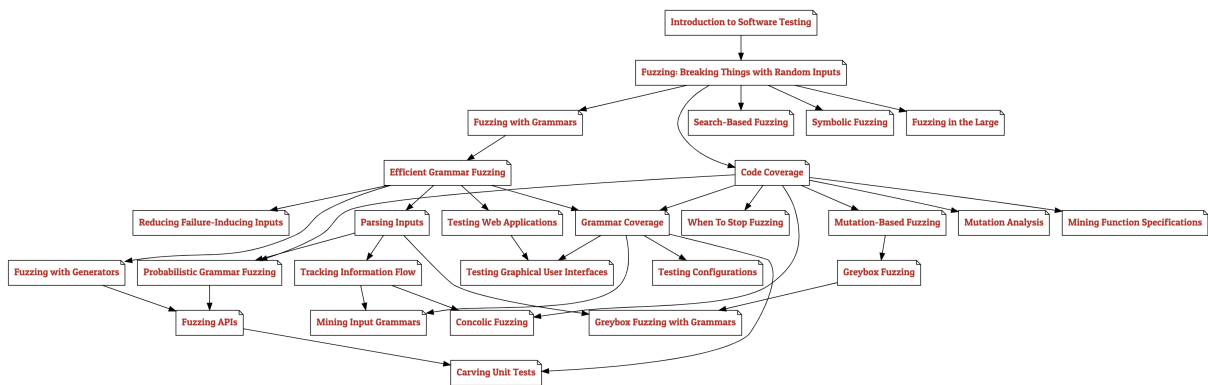 Introduction to Software Testing
Fuzzing: Breaking Things with Random Inputs
Fuzzing with Grammars
Search-Based Fuzzing
Symbolic Fuzzing
Fuzzing in the Large
Efficient Grammar Fuzzing
Code Coverage
Reducing Failure-Inducing Inputs
Parsing Inputs
Testing Web Applications
Grammar Coverage
When To Stop Fuzzing
Mutation-Based Fuzzing
Mutation Analysis
Mining Function Specifications
Fuzzing with Generators
Probabilistic Grammar Fuzzing
Tracking Information Flow
Testing Graphical User Interfaces
Testing Configurations
Greybox Fuzzing
Fuzzing APIs
Mining Input Grammars
Concolic Fuzzing
Greybox Fuzzing with Grammars
Carving Unit Tests